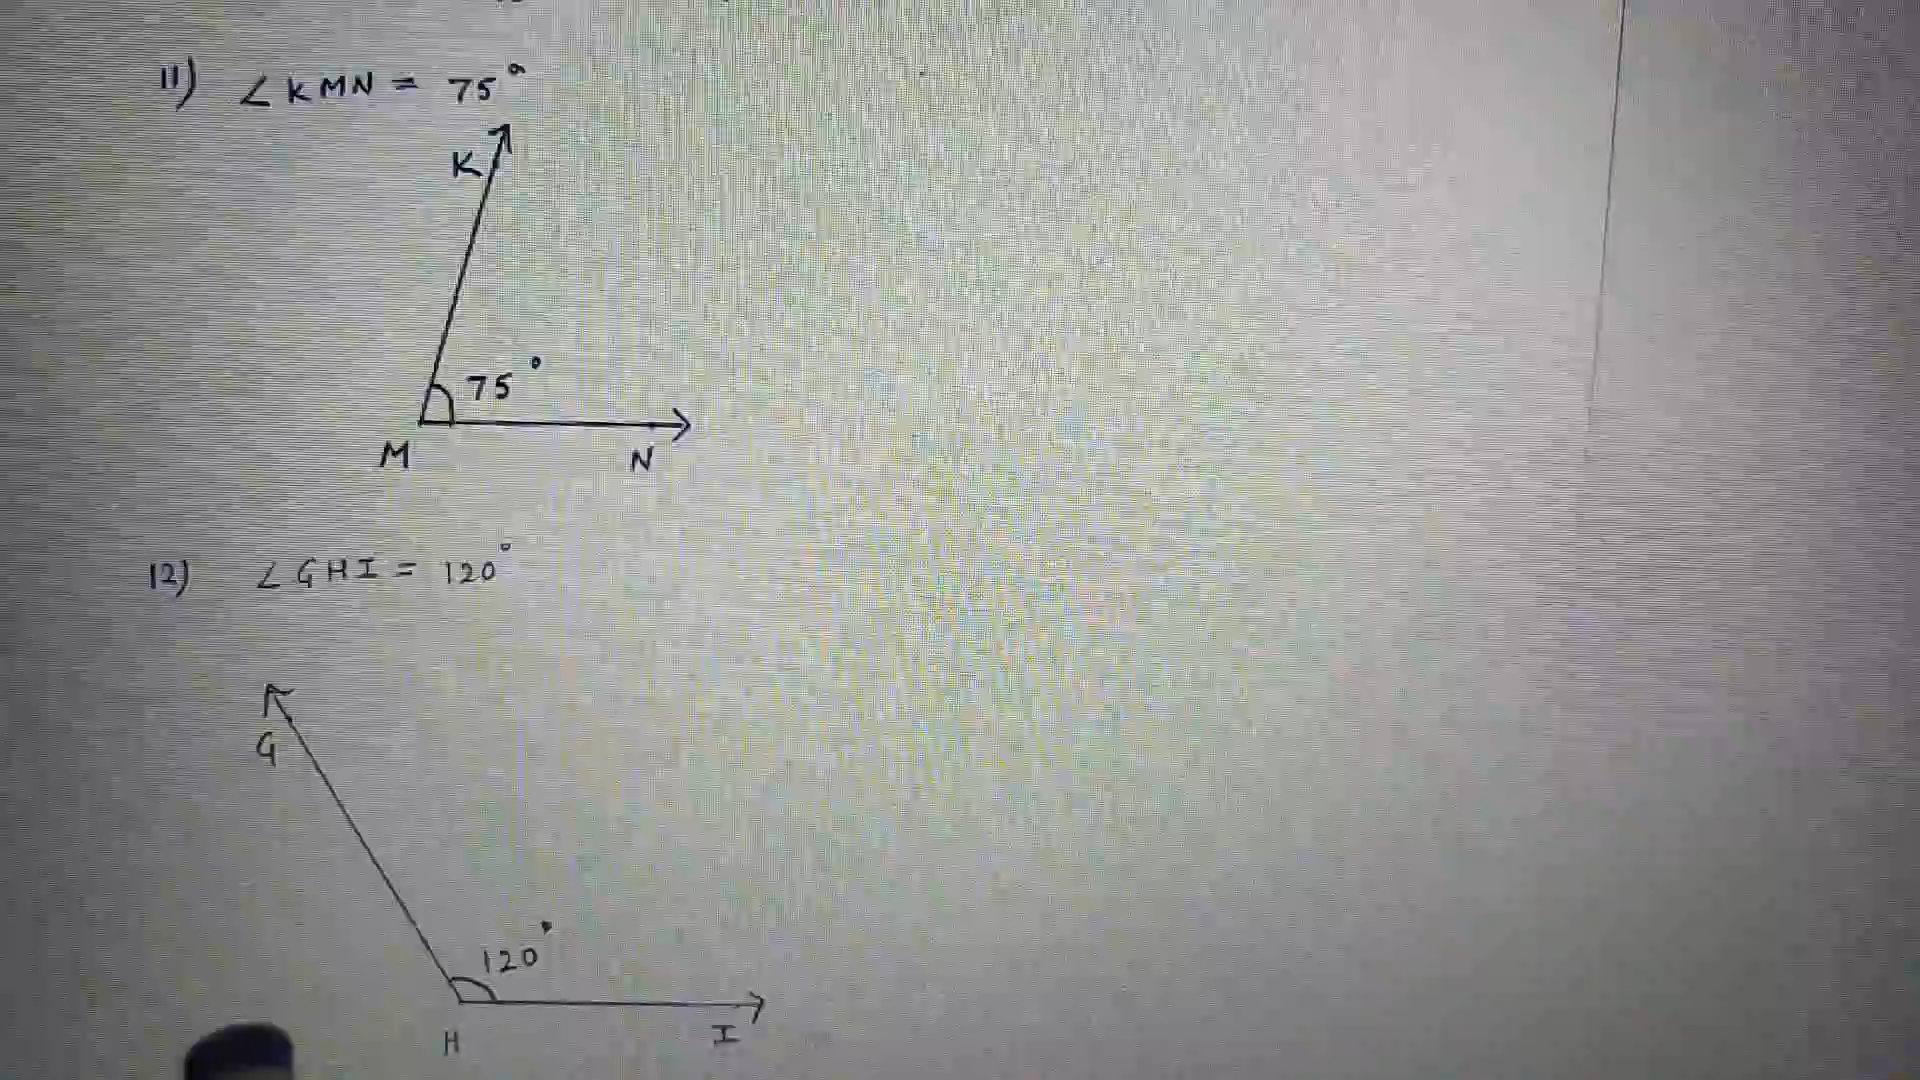 11) ∠KMN = 75°
K
75°
M N
12) ∠GHI = 120°
G
120°
H I